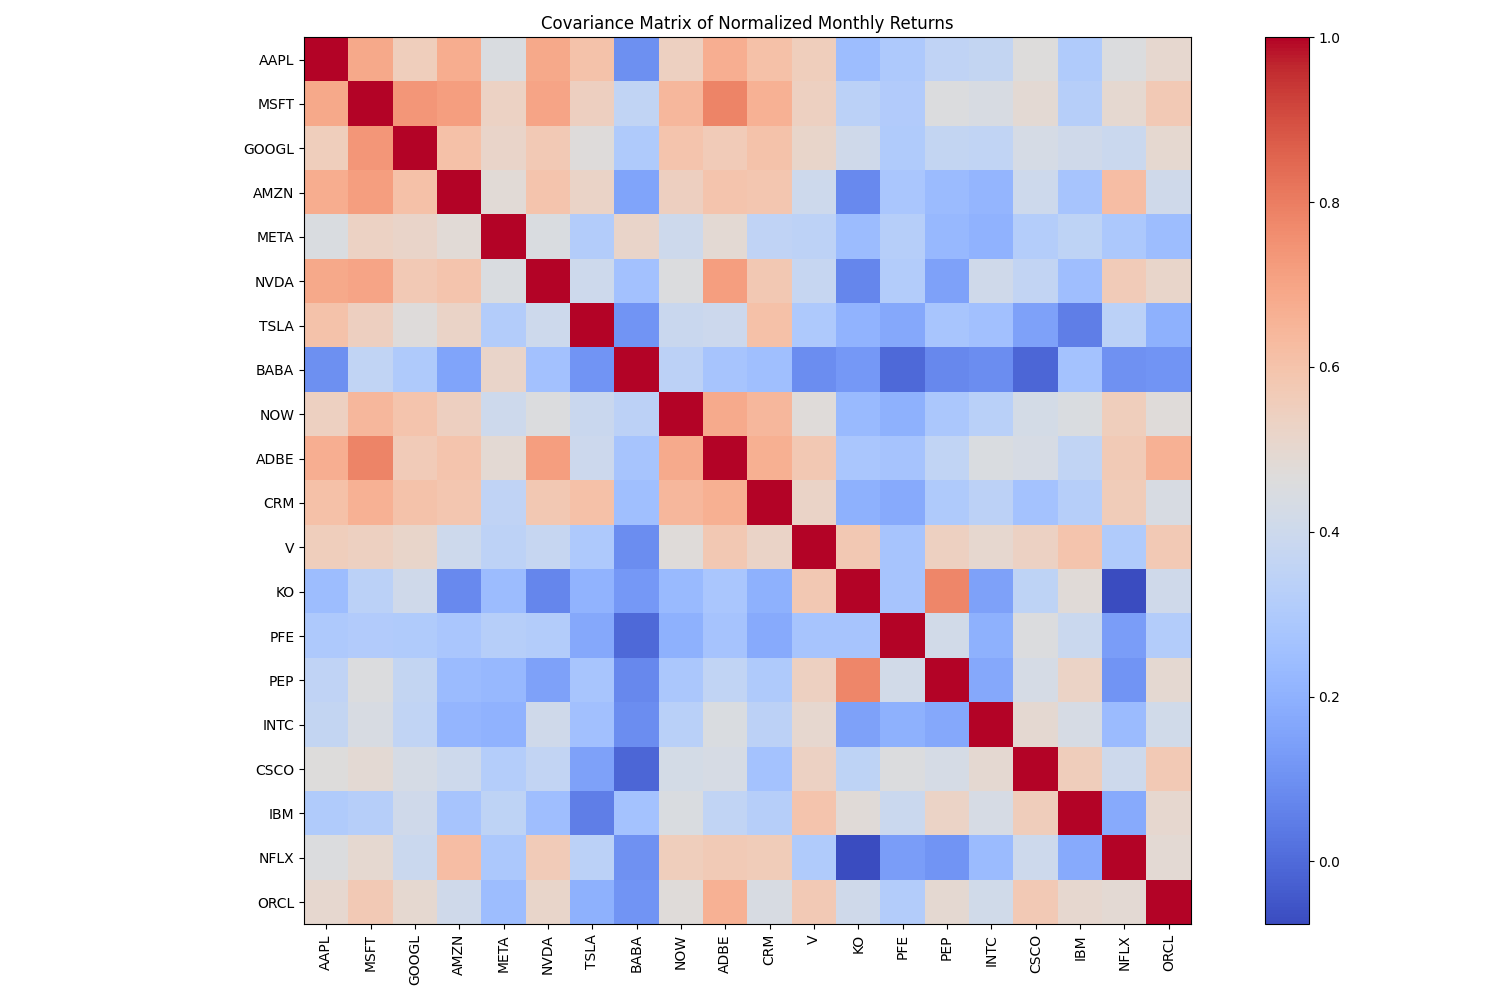 Covariance Matrix of Normalized Monthly Returns
AAPL
MSFT
GOOGL
AMZN
META
NVDA
TSLA
BABA
NOW
ADBE
CRM
V
KO
PFE
PEP
INTC
CSCO
IBM
NFLX
ORCL
AAPL
MSFT
GOOGL
AMZN
META
NVDA
TSLA
BABA
NOW
ADBE
CRM
V
KO
PFE
PEP
INTC
CSCO
IBM
NFLX
ORCL
1.0
0.8
0.6
0.4
0.2
0.0